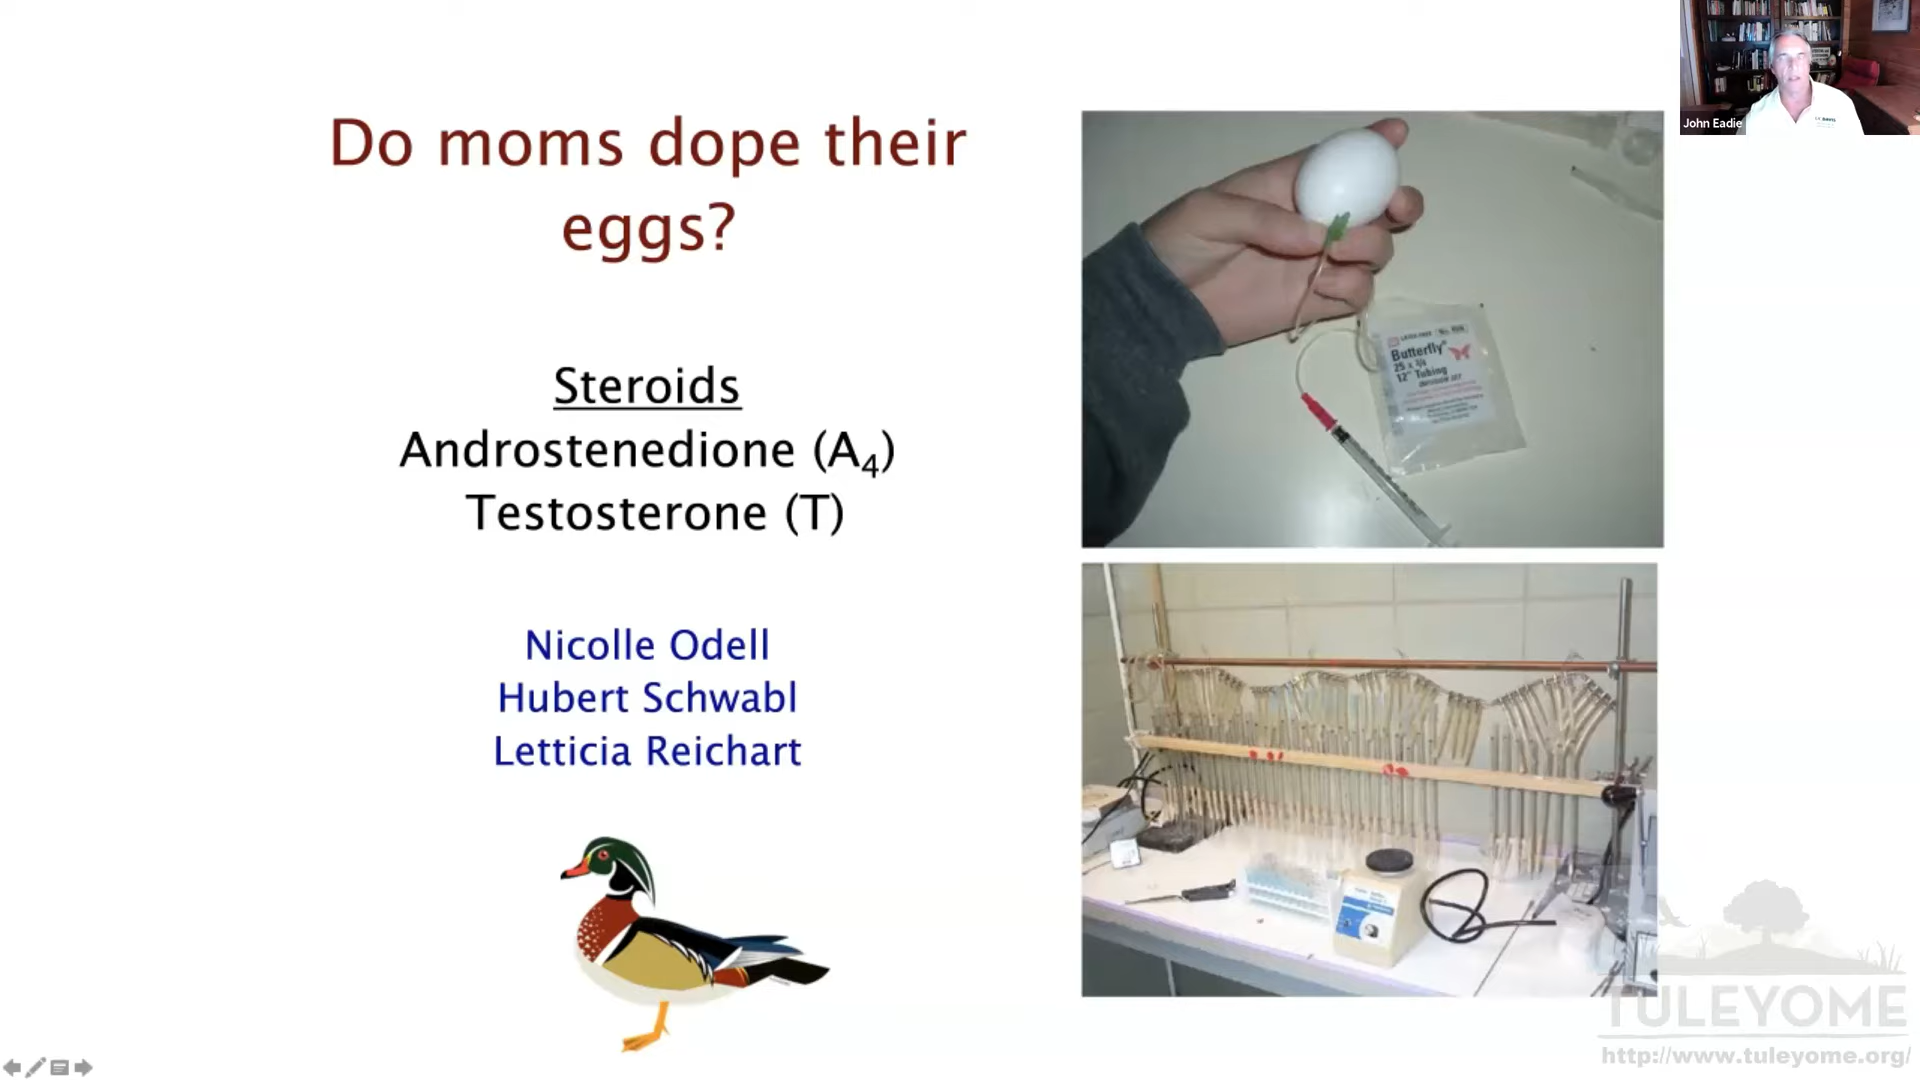 Do moms dope their
eggs?
Steroids
Androstenedione (A₄)
Testosterone (T)
Nicolle Odell
Hubert Schwabl
Letticia Reichart
John Eadie
Butterfly
25 x 3/4
12" Tubing
TULEYOME
http://www.tuleyome.org/